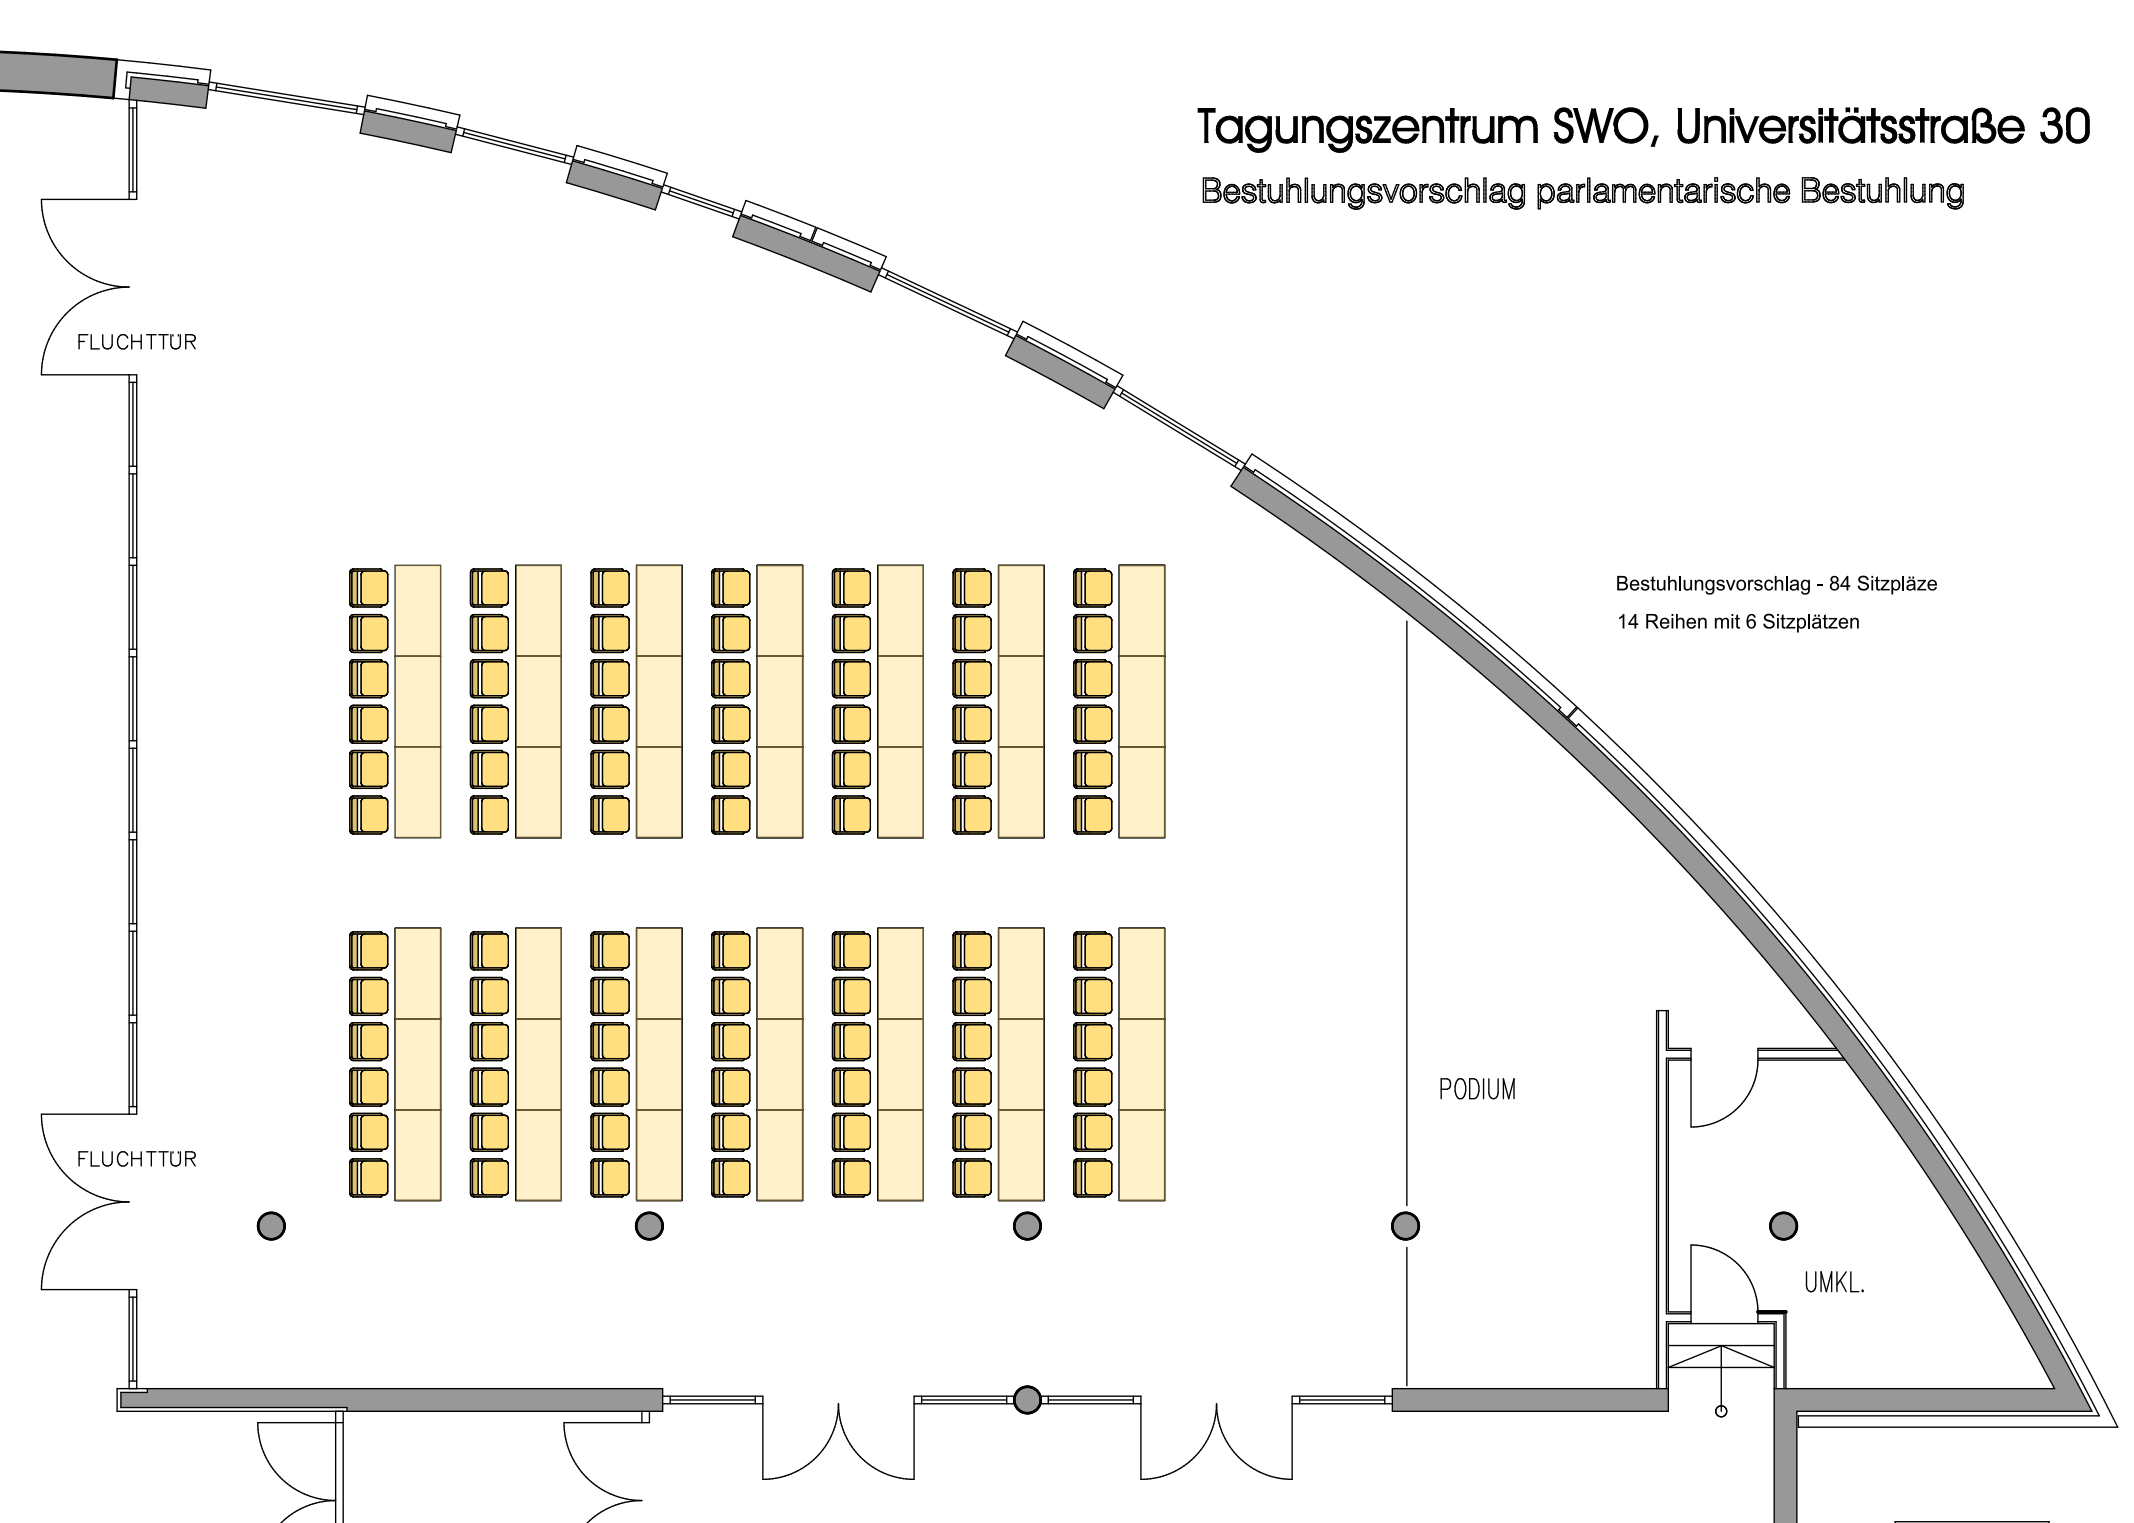 Tagungszentrum SWO, Universitätsstraße 30
Bestuhlungsvorschlag parlamentarische Bestuhlung
FLUCHTTÜR
Bestuhlungsvorschlag - 84 Sitzpläze
14 Reihen mit 6 Sitzplätzen
PODIUM
FLUCHTTÜR
UMKL.